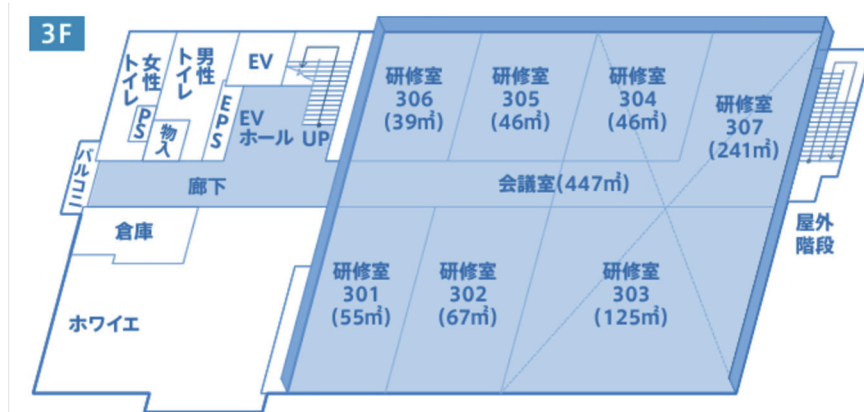 3F
女性
トイレ
男性
トイレ
PS
物入
EPS
EV
EV
ホール
UP
バルコニ
廊下
倉庫
ホワイエ
研修室
306
(39㎡)
研修室
305
(46㎡)
研修室
304
(46㎡)
研修室
307
(241㎡)
会議室(447㎡)
研修室
301
(55㎡)
研修室
302
(67㎡)
研修室
303
(125㎡)
屋外
階段